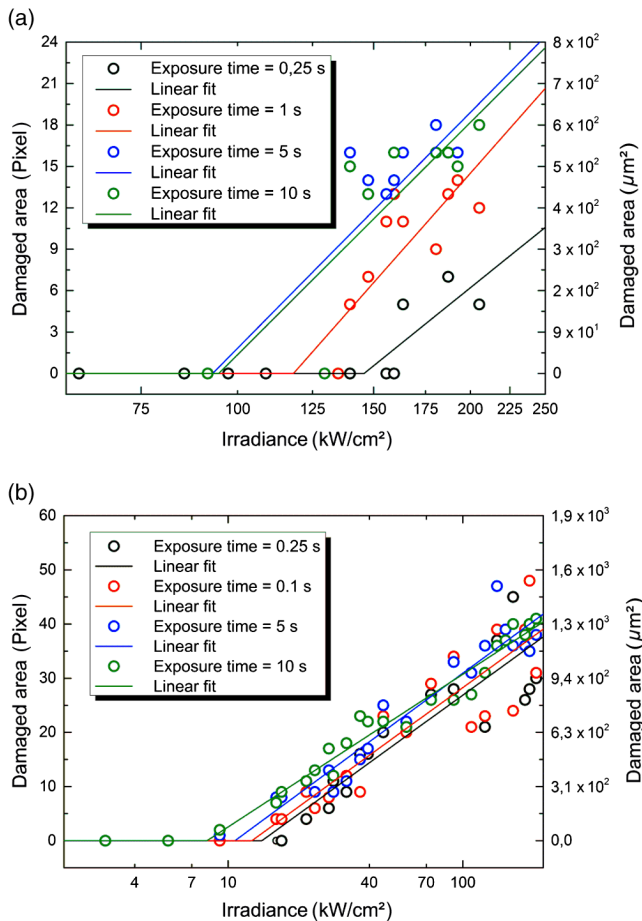 (a)
24
21
18
15
12
9
6
3
0
Damaged area (Pixel)
Exposure time = 0,25 s
Linear fit
Exposure time = 1 s
Linear fit
Exposure time = 5 s
Linear fit
Exposure time = 10 s
Linear fit
8 x 10²
7 x 10²
6 x 10²
5 x 10²
4 x 10²
3 x 10²
2 x 10²
9 x 10¹
0
Damaged area (µm²)
75 100 125 150 175 200 225 250
Irradiance (kW/cm²)
(b)
60
50
40
30
20
10
0
Damaged area (Pixel)
Exposure time = 0.25 s
Linear fit
Exposure time = 0.1 s
Linear fit
Exposure time = 5 s
Linear fit
Exposure time = 10 s
Linear fit
1,9 x 10³
1,5 x 10³
1,3 x 10³
9,4 x 10²
6,3 x 10²
3,1 x 10²
0,0
Damaged area (µm²)
4 7 10 40 70 100
Irradiance (kW/cm²)